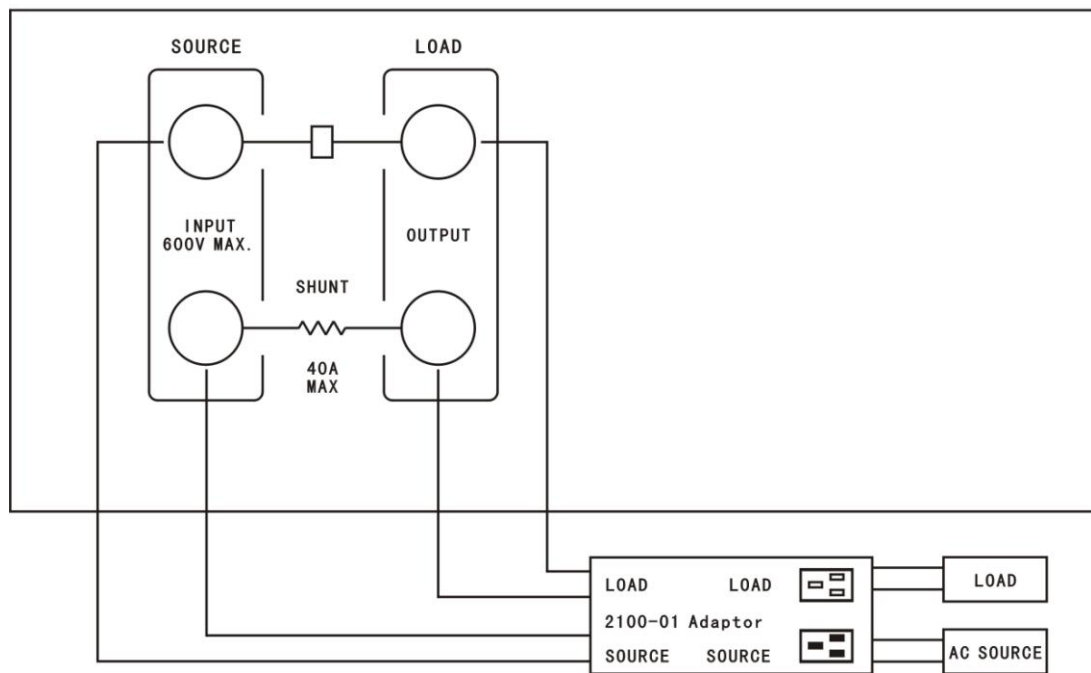 SOURCE
LOAD
INPUT
600V MAX.
OUTPUT
SHUNT
40A
MAX
LOAD
LOAD
2100-01 Adaptor
SOURCE
SOURCE
LOAD
AC SOURCE